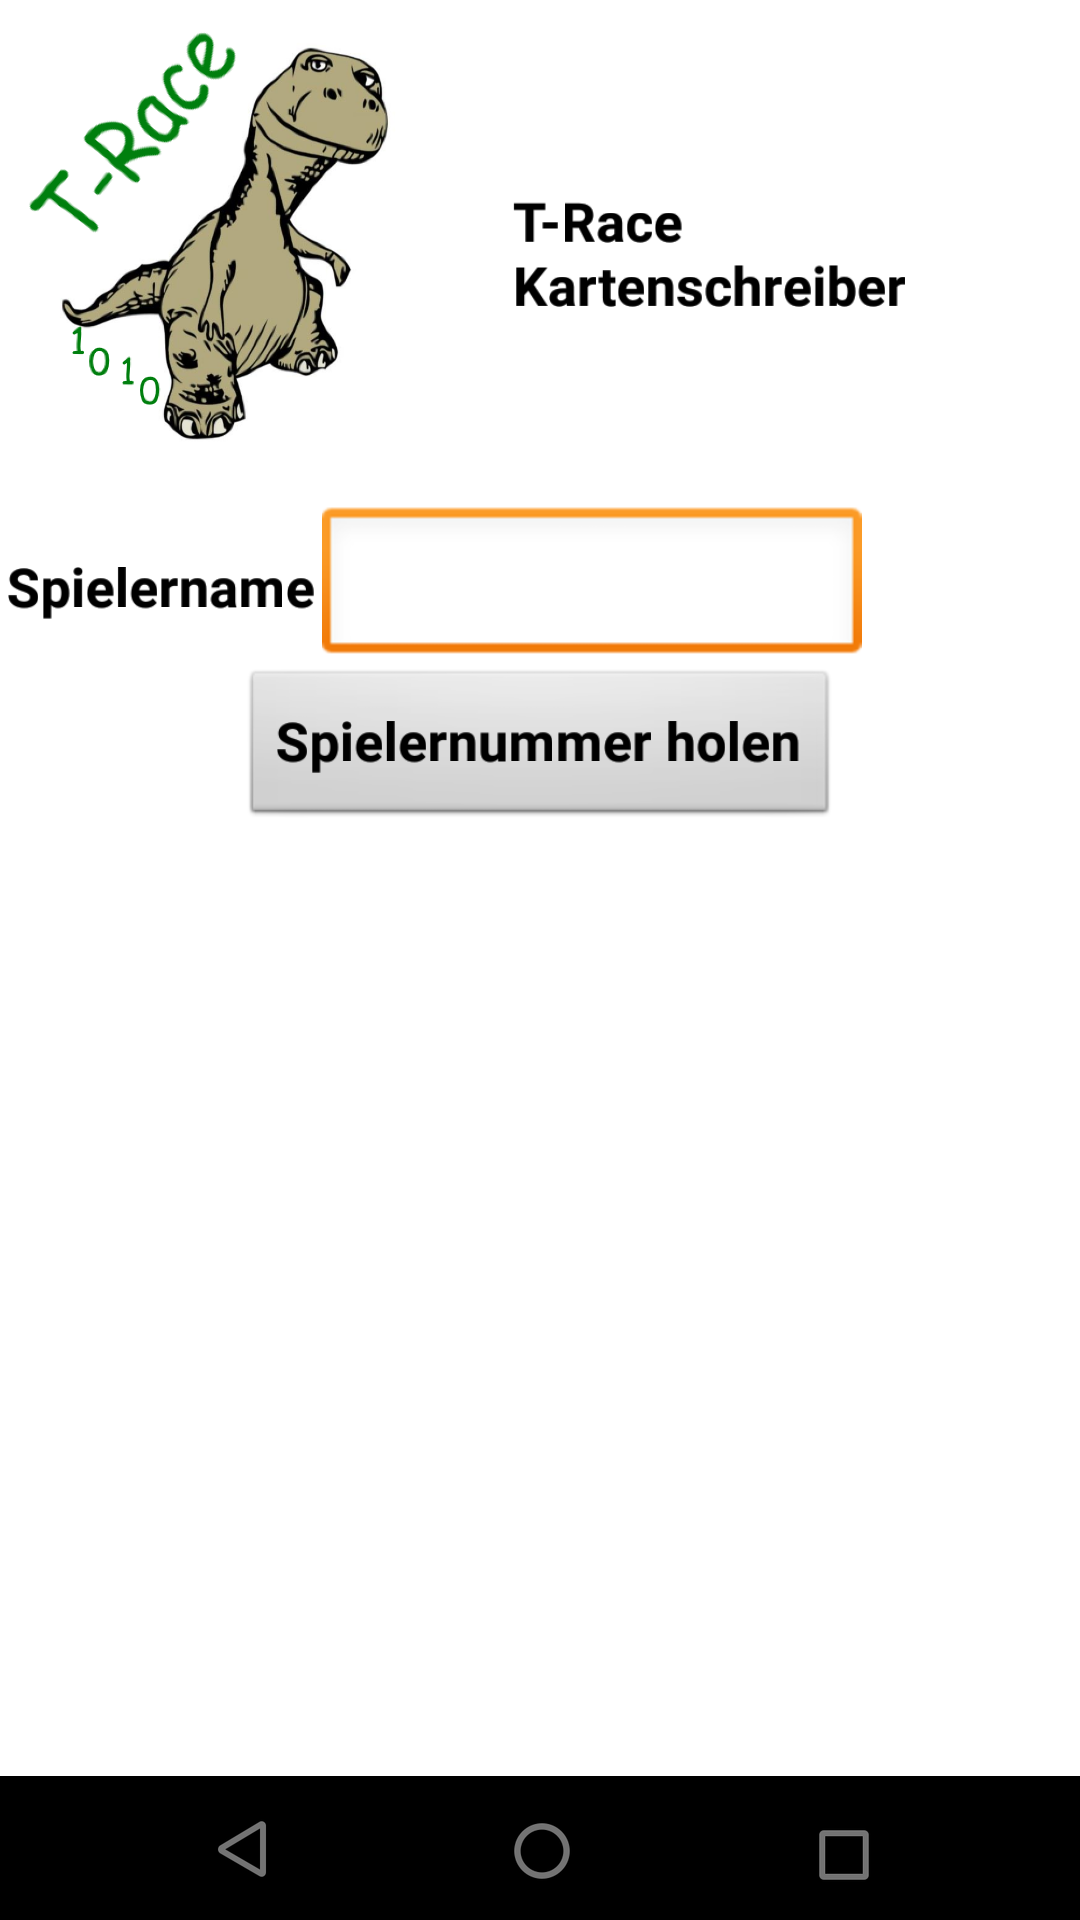 T-Race
T-Race
Kartenschreiber
1010
Spielername
Spielernummer holen